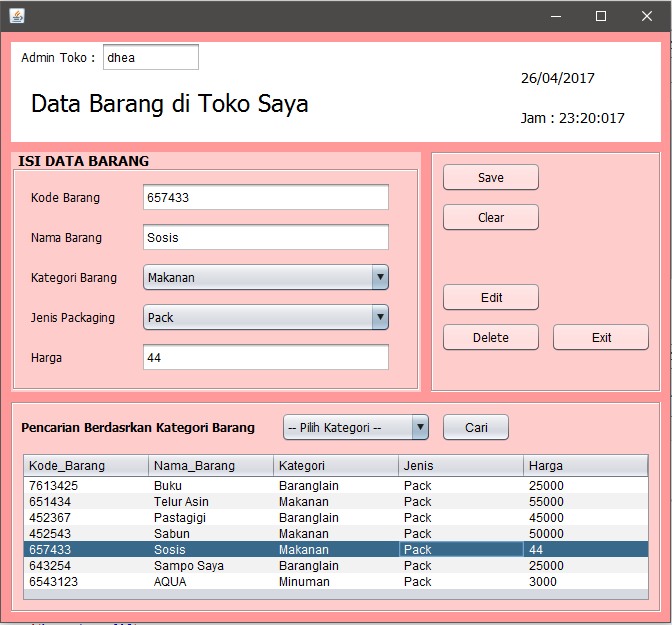 Admin Toko : dhea
26/04/2017
Data Barang di Toko Saya
Jam : 23:20:017
ISI DATA BARANG
Kode Barang 657433
Nama Barang Sosis
Kategori Barang Makanan
Jenis Packaging Pack
Harga 44
Save
Clear
Edit
Delete Exit
Pencarian Berdasrkan Kategori Barang -- Pilih Kategori -- Cari
Kode_Barang Nama_Barang Kategori Jenis Harga
7613425 Buku Baranglain Pack 25000
651434 Telur Asin Makanan Pack 55000
452367 Pastagigi Baranglain Pack 45000
452543 Sabun Makanan Pack 50000
657433 Sosis Makanan Pack 44
643254 Sampo Saya Baranglain Pack 25000
6543123 AQUA Minuman Pack 3000